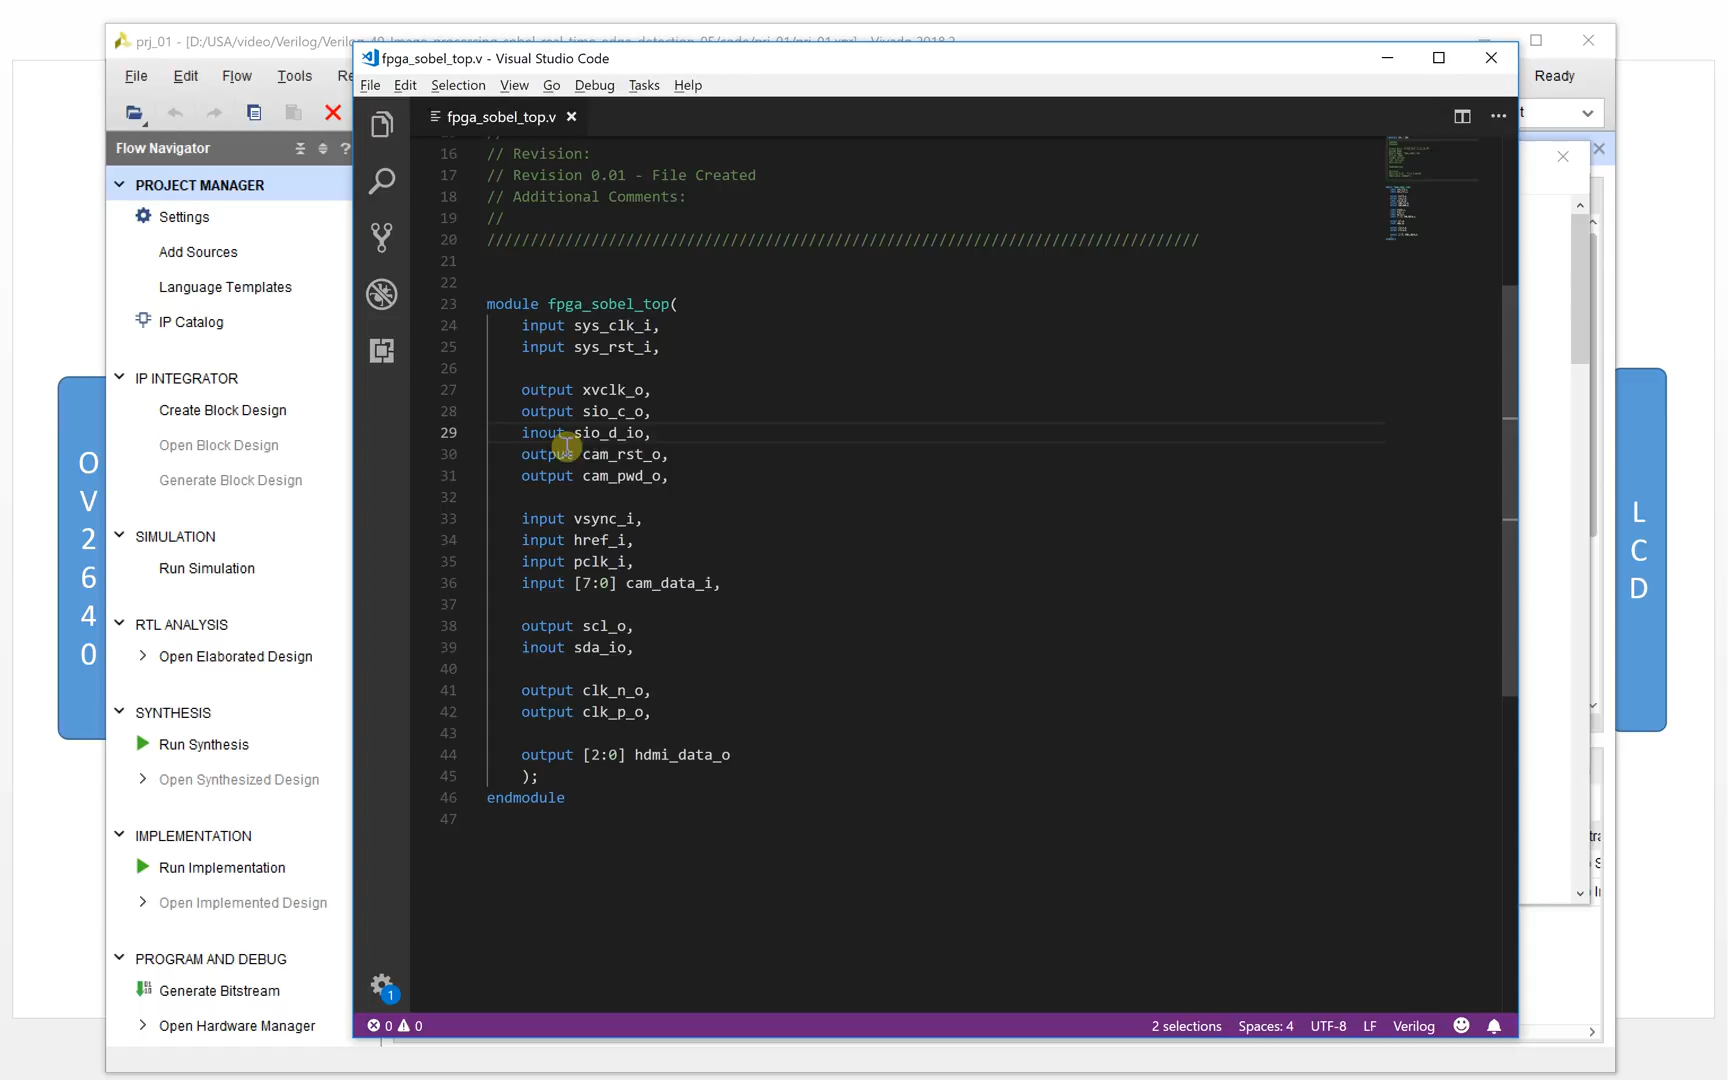 prj_01 - [D:/USA/video/Verilog/Verilog
fpga_sobel_top.v - Visual Studio Code
File Edit Flow Tools
Ready
File Edit Selection View Go Debug Tasks Help
fpga_sobel_top.v
Flow Navigator
PROJECT MANAGER
Settings
Add Sources
Language Templates
IP Catalog
IP INTEGRATOR
Create Block Design
Open Block Design
Generate Block Design
SIMULATION
Run Simulation
RTL ANALYSIS
Open Elaborated Design
SYNTHESIS
Run Synthesis
Open Synthesized Design
IMPLEMENTATION
Run Implementation
Open Implemented Design
PROGRAM AND DEBUG
Generate Bitstream
Open Hardware Manager
OV2640
16 // Revision:
17 // Revision 0.01 - File Created
18 // Additional Comments:
19 //
20 //////////////////////////////////////////////////////////////////////////////////
21
22
23 module fpga_sobel_top(
24 input sys_clk_i,
25 input sys_rst_i,
26
27 output xvclk_o,
28 output sio_c_o,
29 inout sio_d_io,
30 output cam_rst_o,
31 output cam_pwd_o,
32
33 input vsync_i,
34 input href_i,
35 input pclk_i,
36 input [7:0] cam_data_i,
37
38 output scl_o,
39 inout sda_io,
40
41 output clk_n_o,
42 output clk_p_o,
43
44 output [2:0] hdmi_data_o
45 );
46 endmodule
47
LCD
1
0 0 2 selections Spaces: 4 UTF-8 LF Verilog